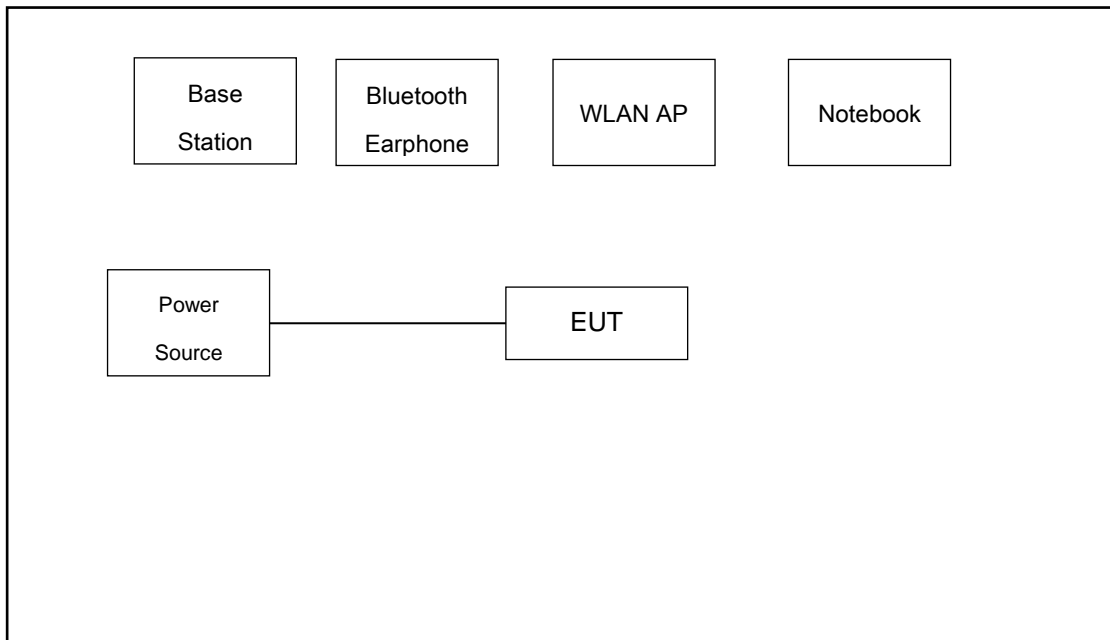 Base
Station
Bluetooth
Earphone
WLAN AP
Notebook
Power
Source
EUT